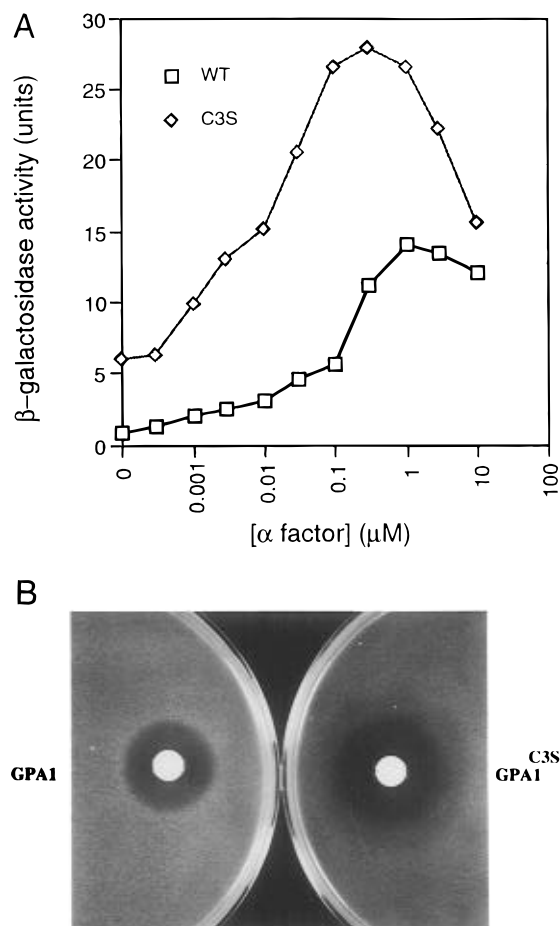 A
β–galactosidase activity (units)
30
25
20
15
10
5
0
WT
C3S
0
0.001
0.01
0.1
1
10
100
[α factor] (μM)
B
GPA1
GPA1^C3S